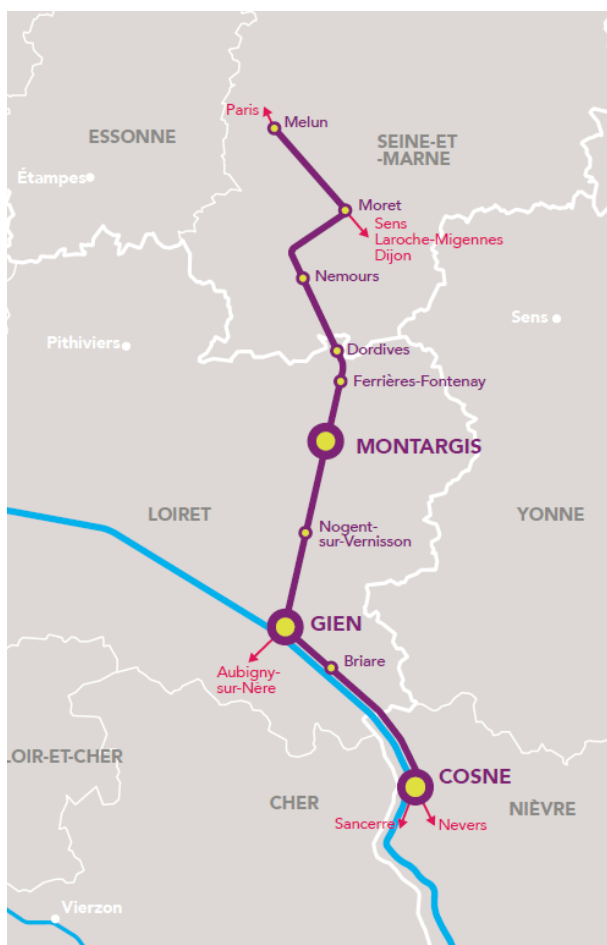 Paris
Melun
ESSONNE
SEINE-ET
-MARNE
Étampes
Moret
Sens
Laroche-Migennes
Dijon
Nemours
Sens
Pithiviers
Dordives
Ferrières-Fontenay
MONTARGIS
LOIRET
YONNE
Nogent-
sur-Vernisson
GIEN
Briare
Aubigny-
sur-Nère
LOIR-ET-CHER
COSNE
CHER
NIÈVRE
Sancerre
Nevers
Vierzon